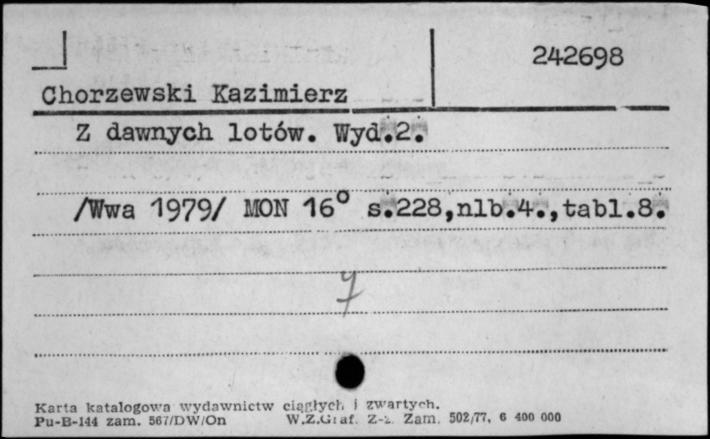 242698
Chorzewski Kazimierz
Z dawnych lotów. Wyd.2.
/Wwa 1979/ MON 16° s.228,nlb.4.,tabl.8.
y
Karta katalogowa wydawnictw ciągłych i zwartych.
Pu-B-144 zam. 567/DW/On W.Z.Graf. Z-2. Zam. 502/77. 6 400 000